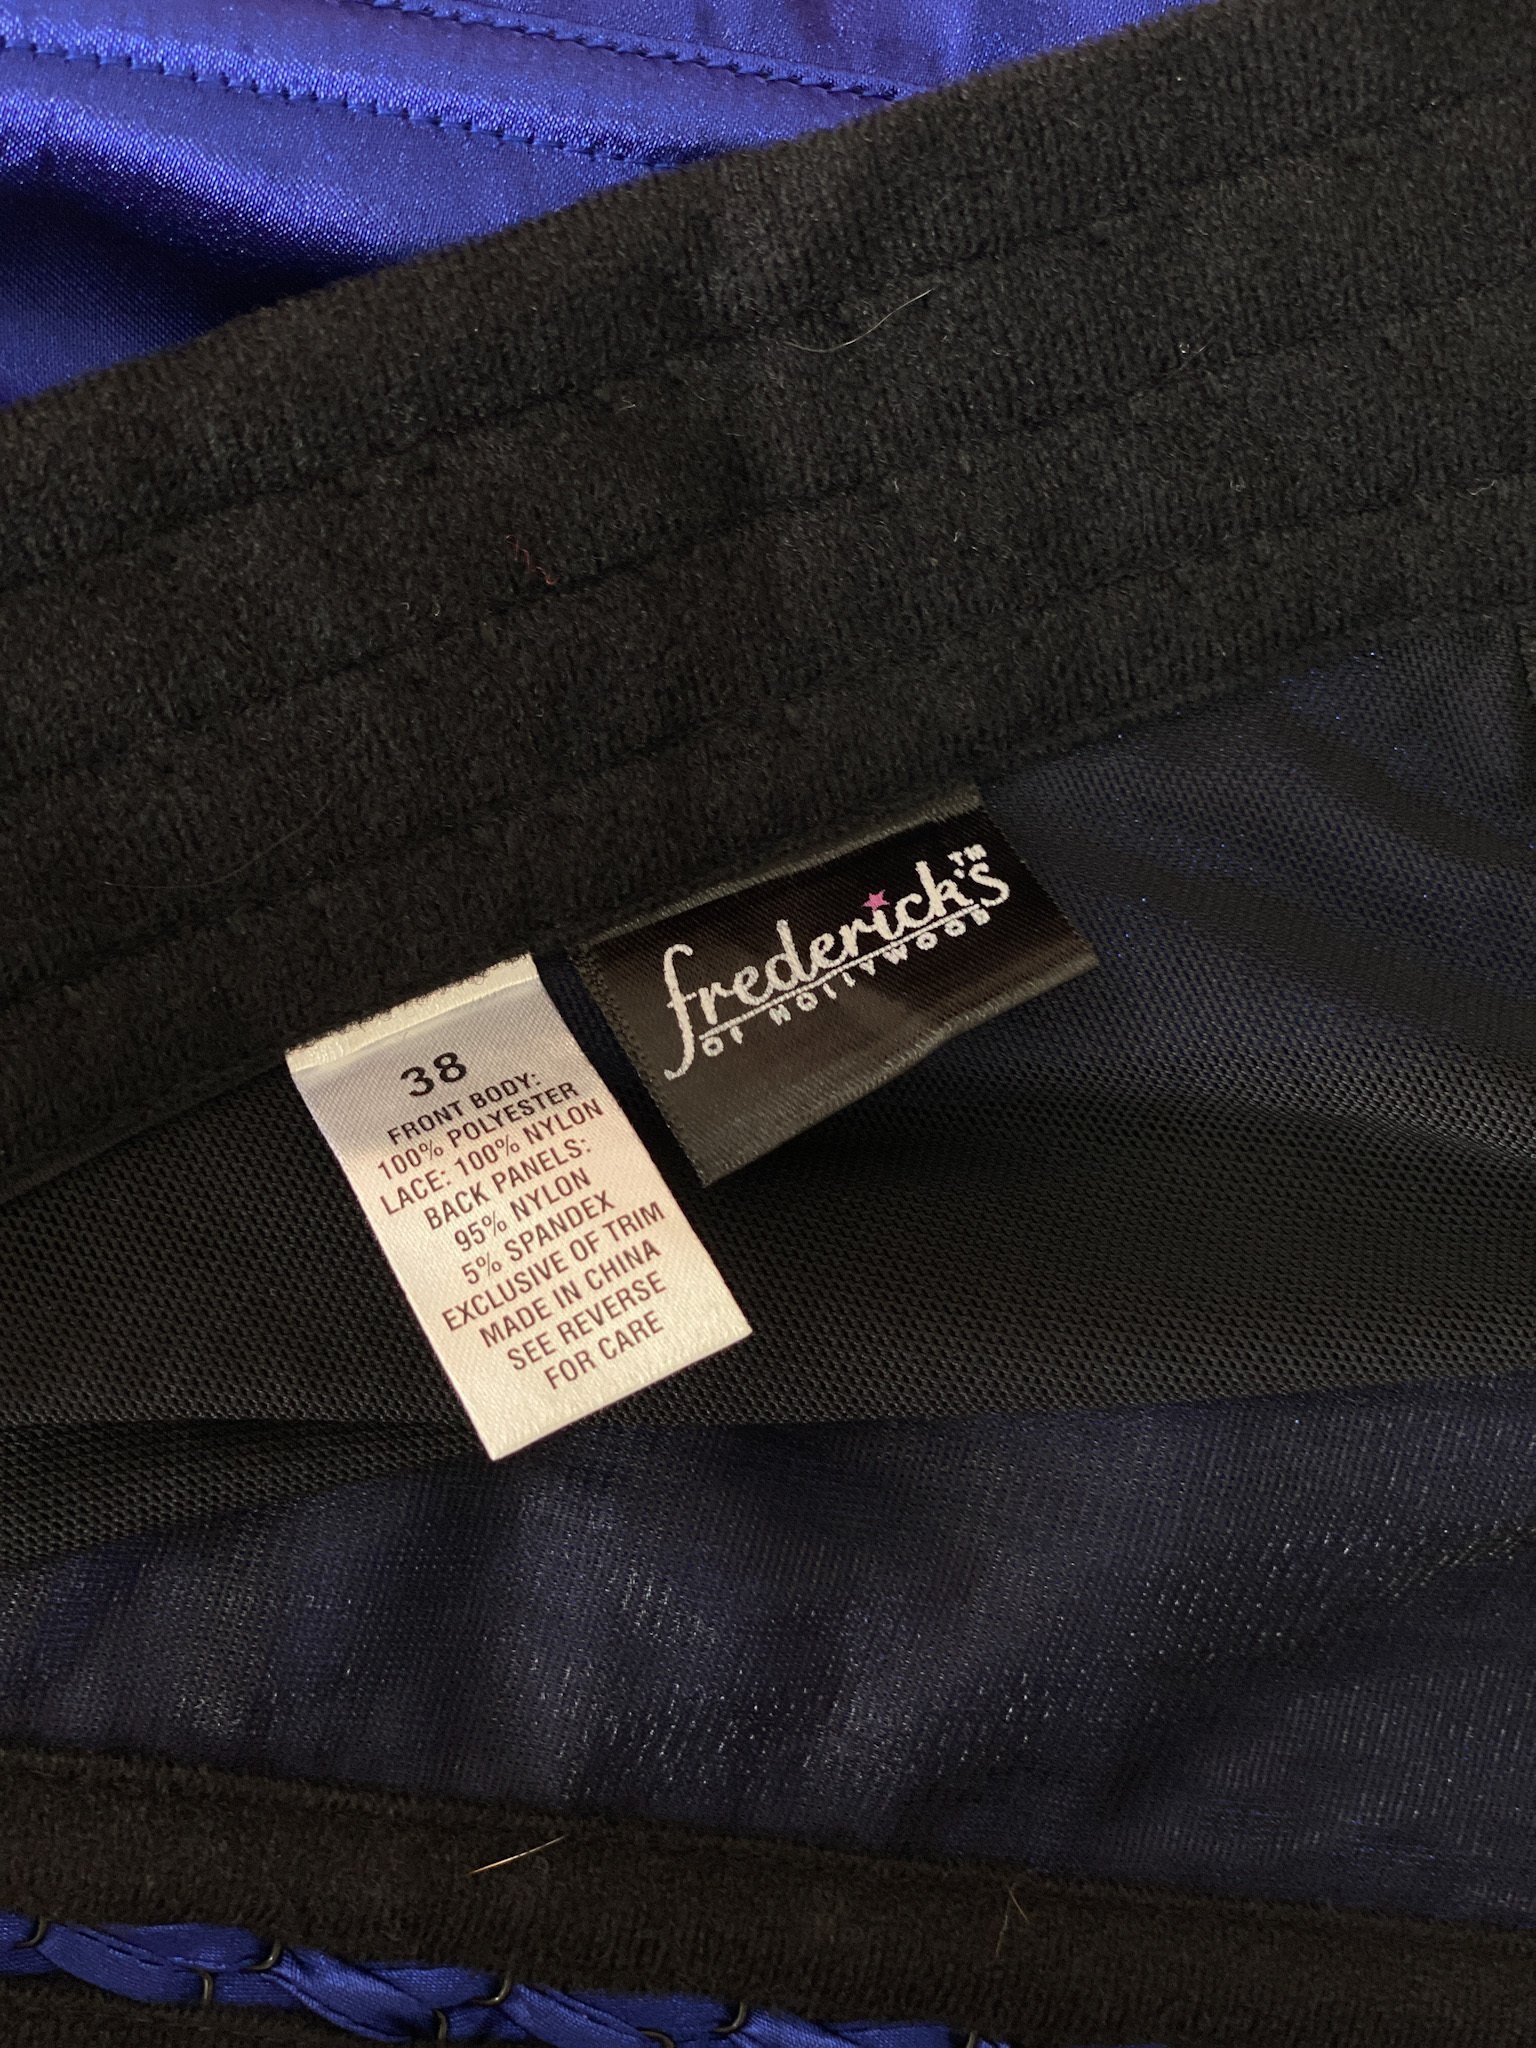 frederick's™
OF HOLLYWOOD
38
FRONT BODY:
100% POLYESTER
LACE: 100% NYLON
BACK PANELS:
95% NYLON
5% SPANDEX
EXCLUSIVE OF TRIM
MADE IN CHINA
SEE REVERSE
FOR CARE